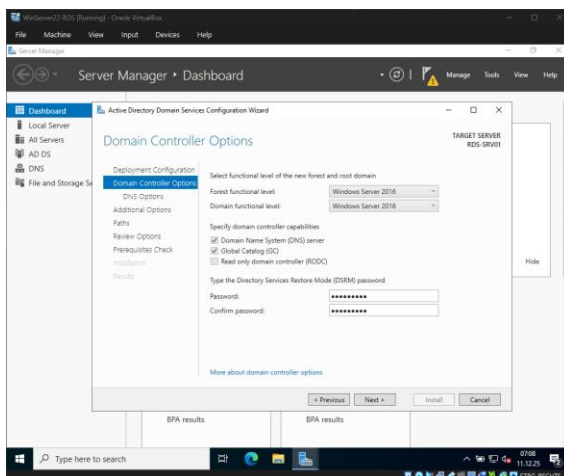 WinServer22-RDS [Running] - Oracle VirtualBox
File Machine View Input Devices Help
Server Manager
Server Manager • Dashboard
Manage Tools View Help
Dashboard
Local Server
All Servers
AD DS
DNS
File and Storage Se
Active Directory Domain Services Configuration Wizard
Domain Controller Options
TARGET SERVER
RDS-SRV01
Deployment Configuration
Domain Controller Options
DNS Options
Additional Options
Paths
Review Options
Prerequisites Check
Installation
Results
Select functional level of the new forest and root domain
Forest functional level: Windows Server 2016
Domain functional level: Windows Server 2016
Specify domain controller capabilities
Domain Name System (DNS) server
Global Catalog (GC)
Read only domain controller (RODC)
Type the Directory Services Restore Mode (DSRM) password
Password: •••••••••
Confirm password: •••••••••
More about domain controller options
< Previous Next > Install Cancel
Hide
BPA results BPA results
Type here to search
07:08
11.12.25
STRG-RECHTS